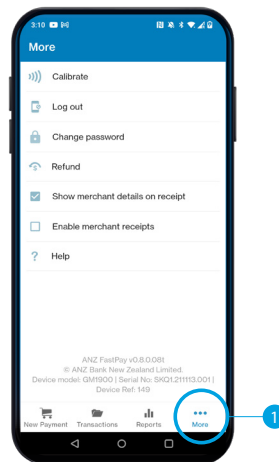 3:10
More
Calibrate
Log out
Change password
Refund
Show merchant details on receipt
Enable merchant receipts
? Help
ANZ FastPay v0.8.0.081
© ANZ Bank New Zealand Limited.
Device model: GM1900 | Serial No: SKQ1.211113.001 |
Device Ref: 149
New Payment Transactions Reports More
1